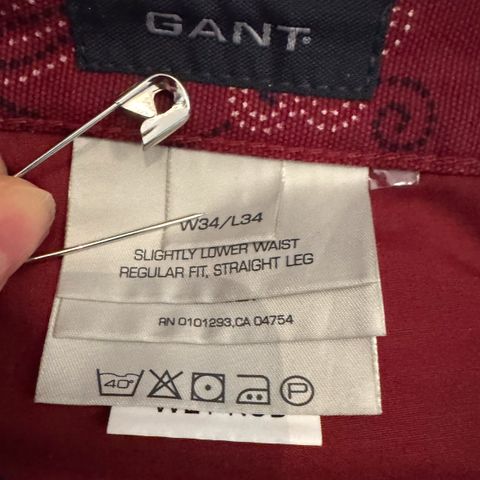 GANT
W34/L34
SLIGHTLY LOWER WAIST
REGULAR FIT, STRAIGHT LEG
RN 0101293,CA 04754
40° P